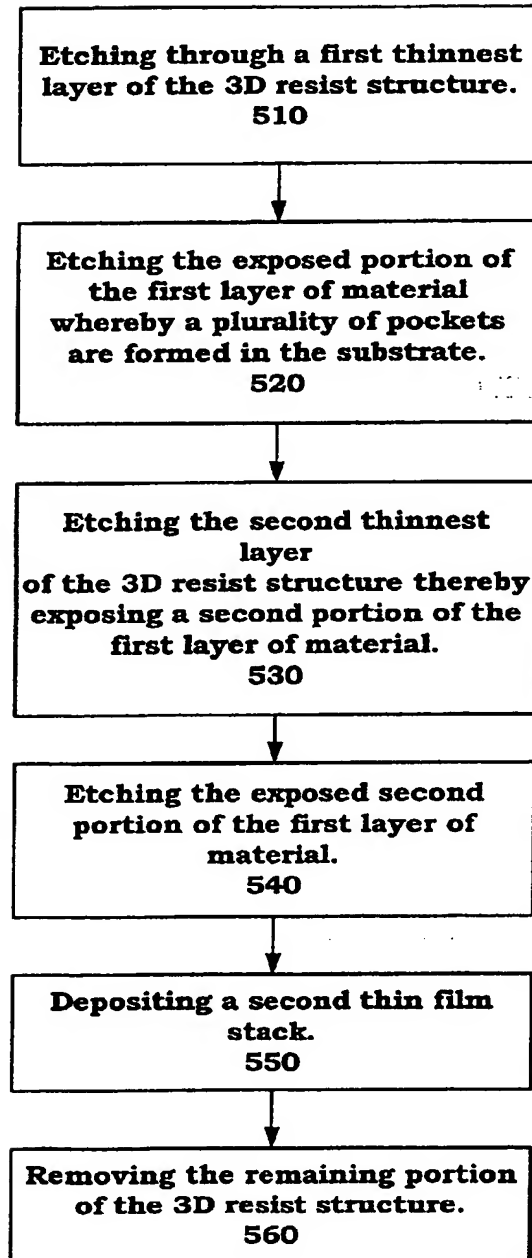 Etching through a first thinnest
layer of the 3D resist structure.
510
Etching the exposed portion of
the first layer of material
whereby a plurality of pockets
are formed in the substrate.
520
Etching the second thinnest
layer
of the 3D resist structure thereby
exposing a second portion of the
first layer of material.
530
Etching the exposed second
portion of the first layer of
material.
540
Depositing a second thin film
stack.
550
Removing the remaining portion
of the 3D resist structure.
560